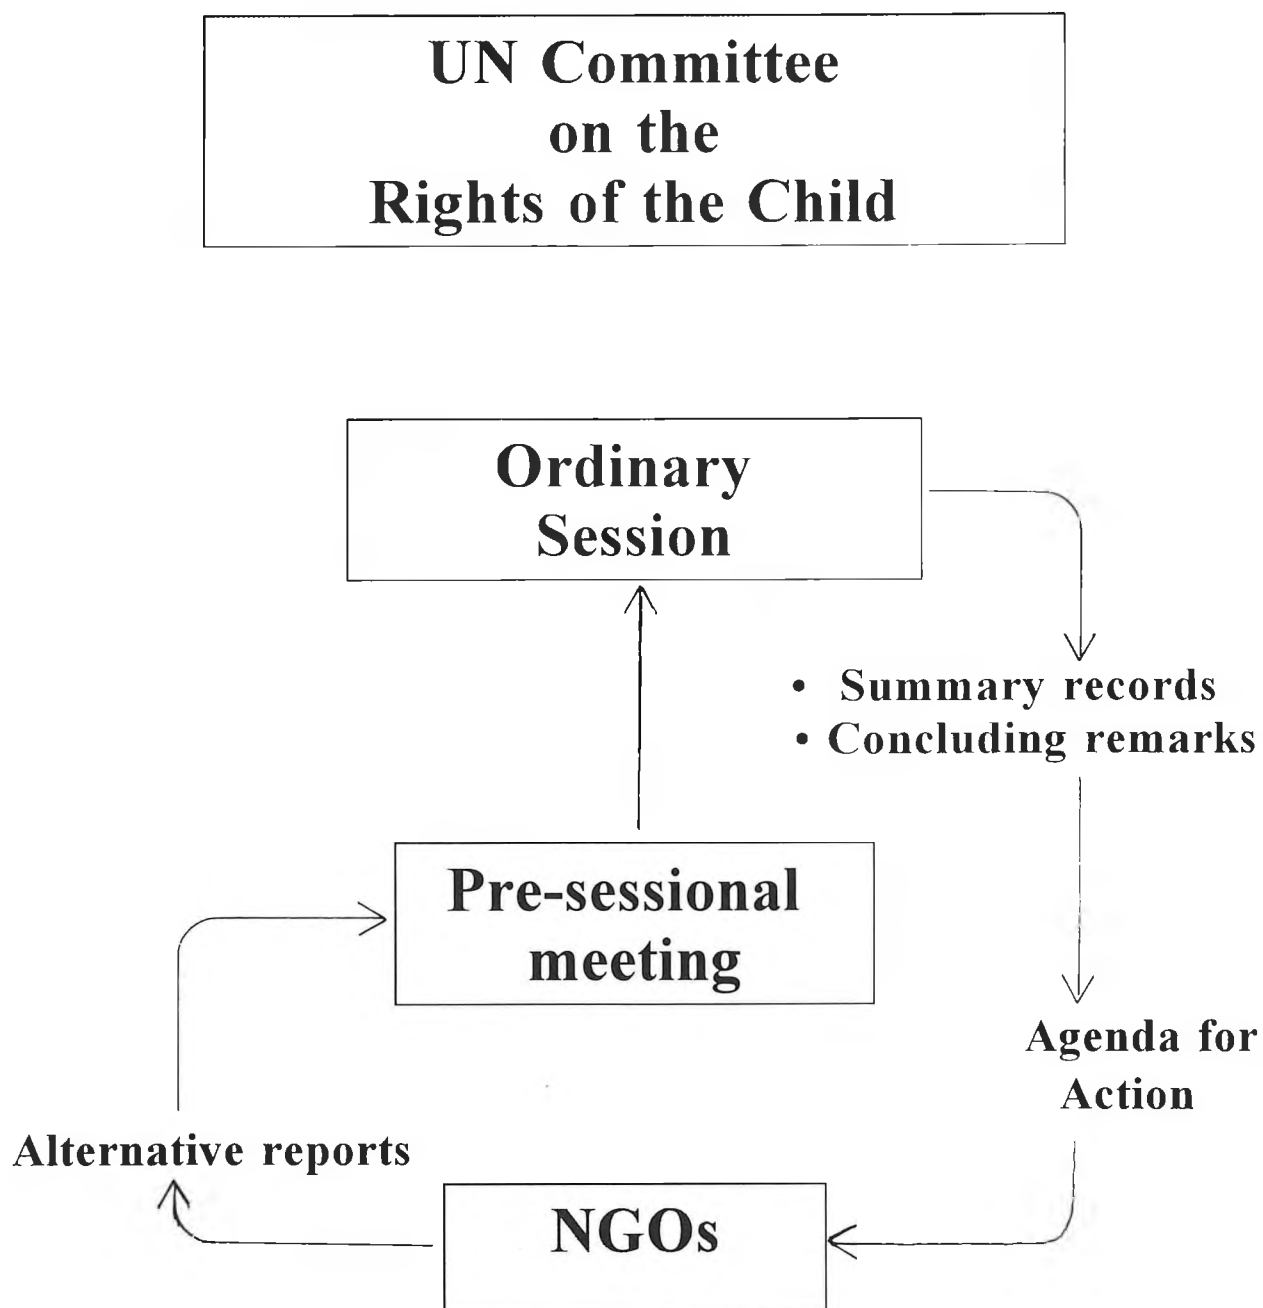 UN Committee
on the
Rights of the Child
Ordinary
Session
• Summary records
• Concluding remarks
Pre-sessional
meeting
Agenda for
Action
Alternative reports
NGOs